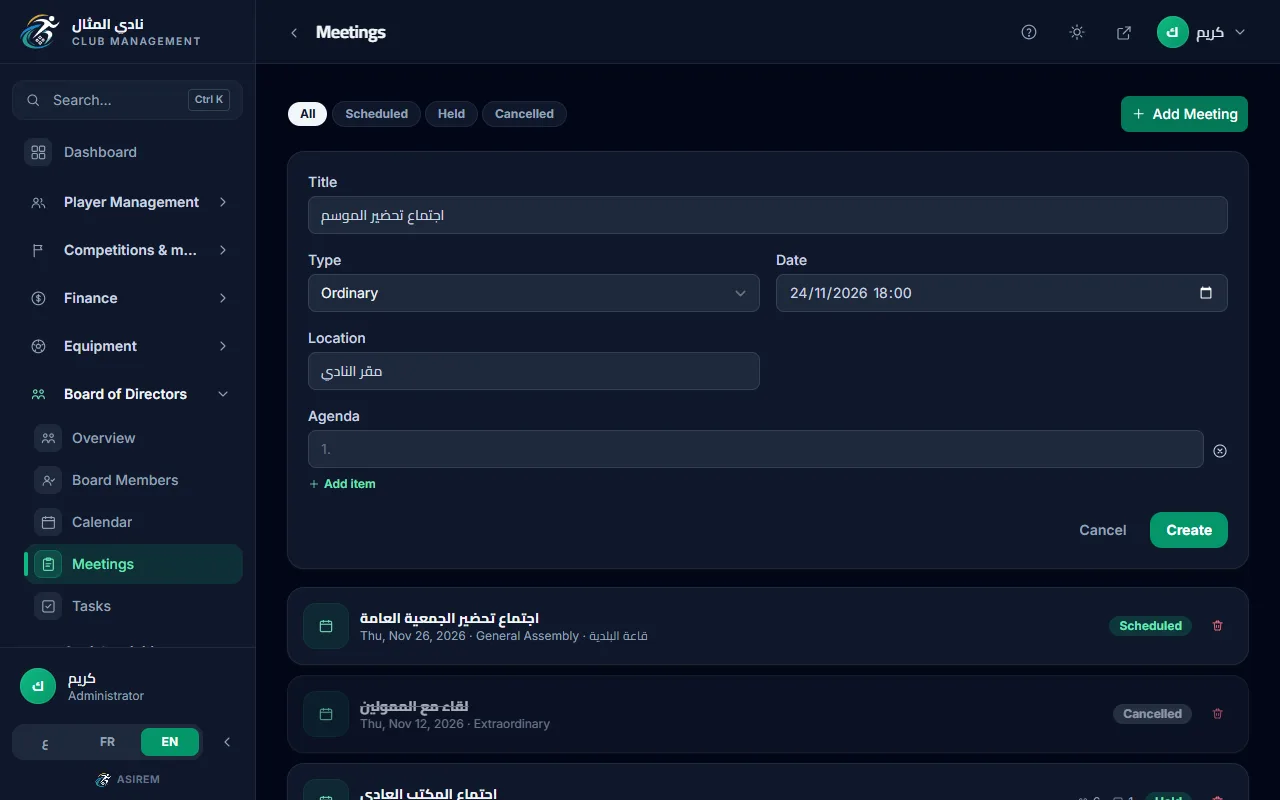 نادي المثال
CLUB MANAGEMENT
Search...
Ctrl K
Dashboard
Player Management
Competitions & m...
Finance
Equipment
Board of Directors
Overview
Board Members
Calendar
Meetings
Tasks
ك
كريم
Administrator
ع
FR
EN
ASIREM
Meetings
ك
كريم
All
Scheduled
Held
Cancelled
+ Add Meeting
Title
اجتماع تحضير الموسم
Type
Date
Ordinary
24/11/2026 18:00
Location
مقر النادي
Agenda
1.
+ Add item
Cancel
Create
اجتماع تحضير الجمعية العامة
Thu, Nov 26, 2026 · General Assembly · قاعة البلدية
Scheduled
لقاء مع الممولين
Thu, Nov 12, 2026 · Extraordinary
Cancelled
اجتماع المكتب العادي
Held